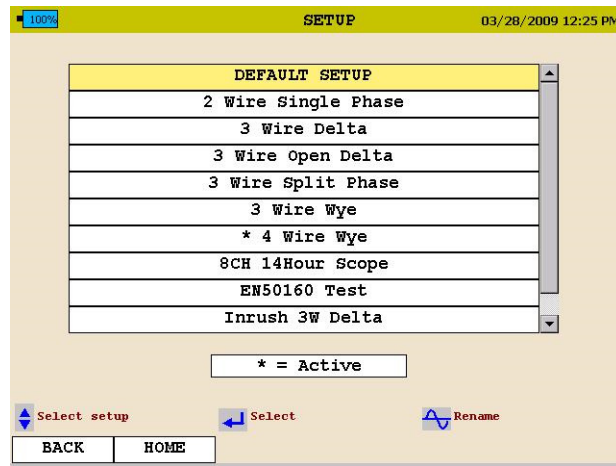 100% SETUP 03/28/2009 12:25 PM
DEFAULT SETUP
2 Wire Single Phase
3 Wire Delta
3 Wire Open Delta
3 Wire Split Phase
3 Wire Wye
* 4 Wire Wye
8CH 14Hour Scope
EN50160 Test
Inrush 3W Delta
* = Active
Select setup Select Rename
BACK HOME